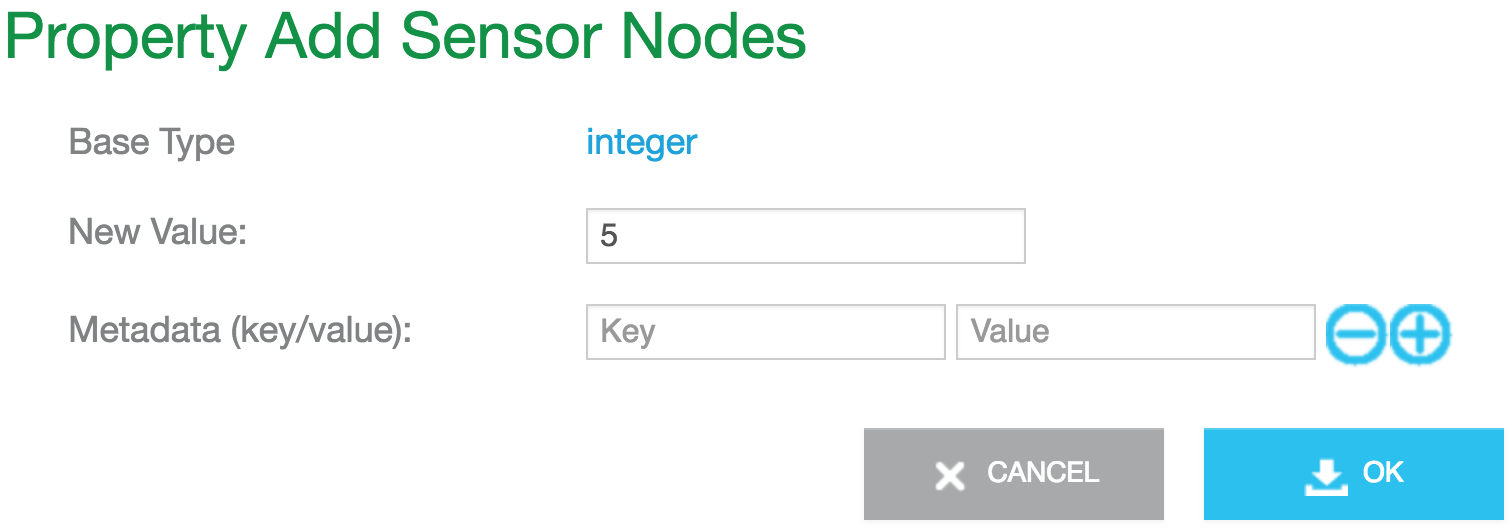 Property Add Sensor Nodes
Base Type integer
New Value: 5
Metadata (key/value): Key Value
CANCEL OK